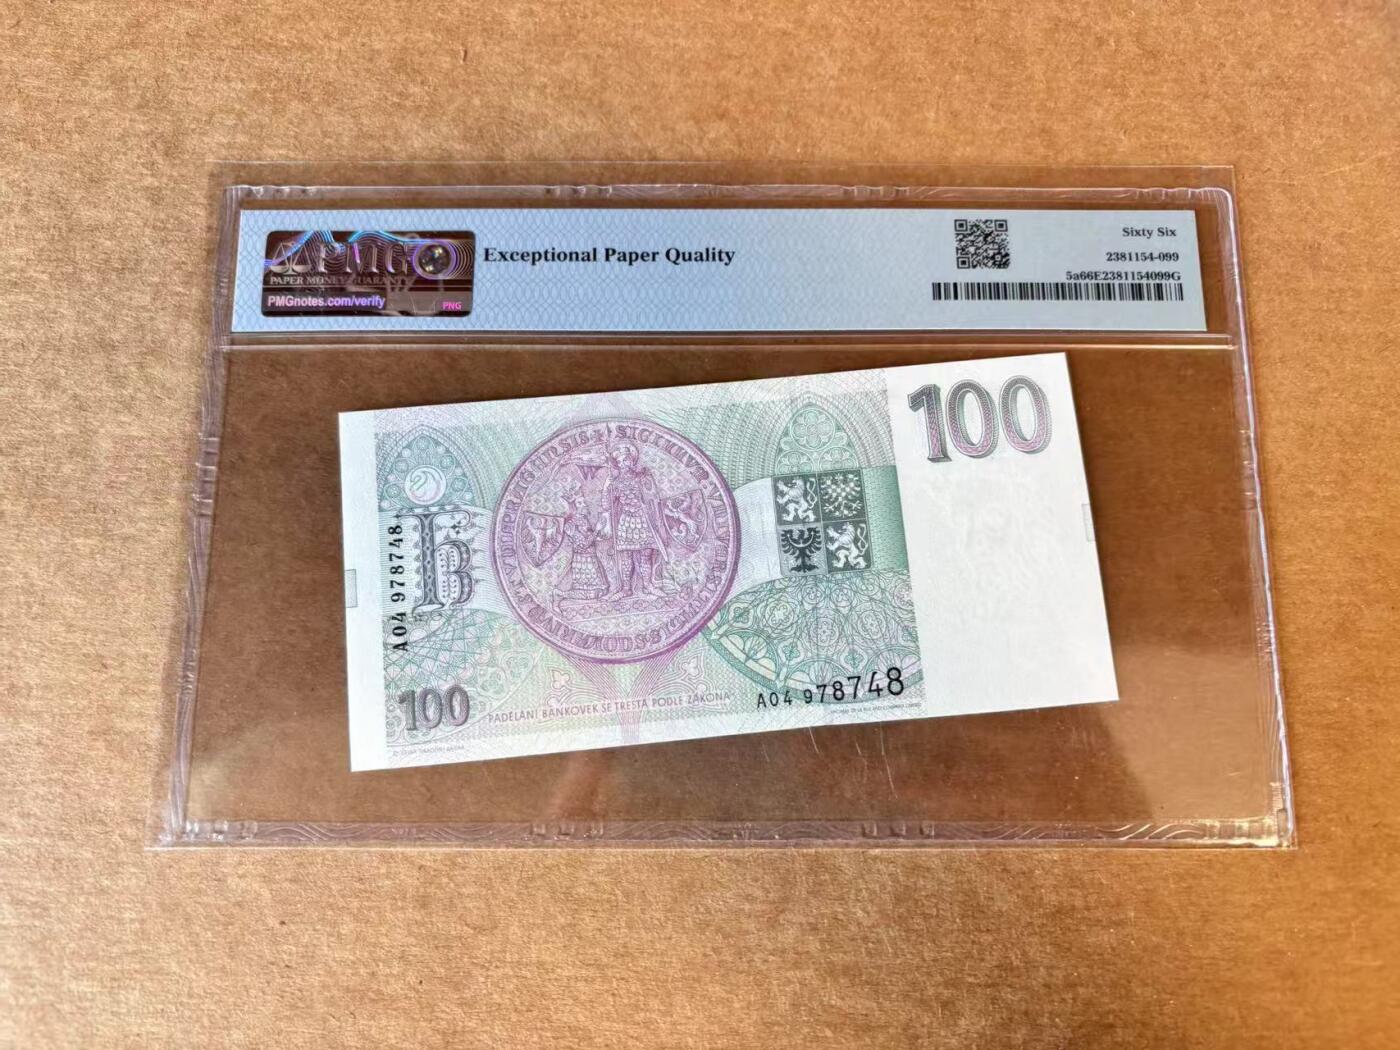 PMG
PAPER MONEY GUARANTY
PMGnotes.com/verify
PNG
Exceptional Paper Quality
Sixty Six
2381154-099
5a66E2381154099G
100
A04 978748
100
PADĚLÁNÍ BANKOVEK SE TRESTÁ PODLE ZÁKONA
A04 978748